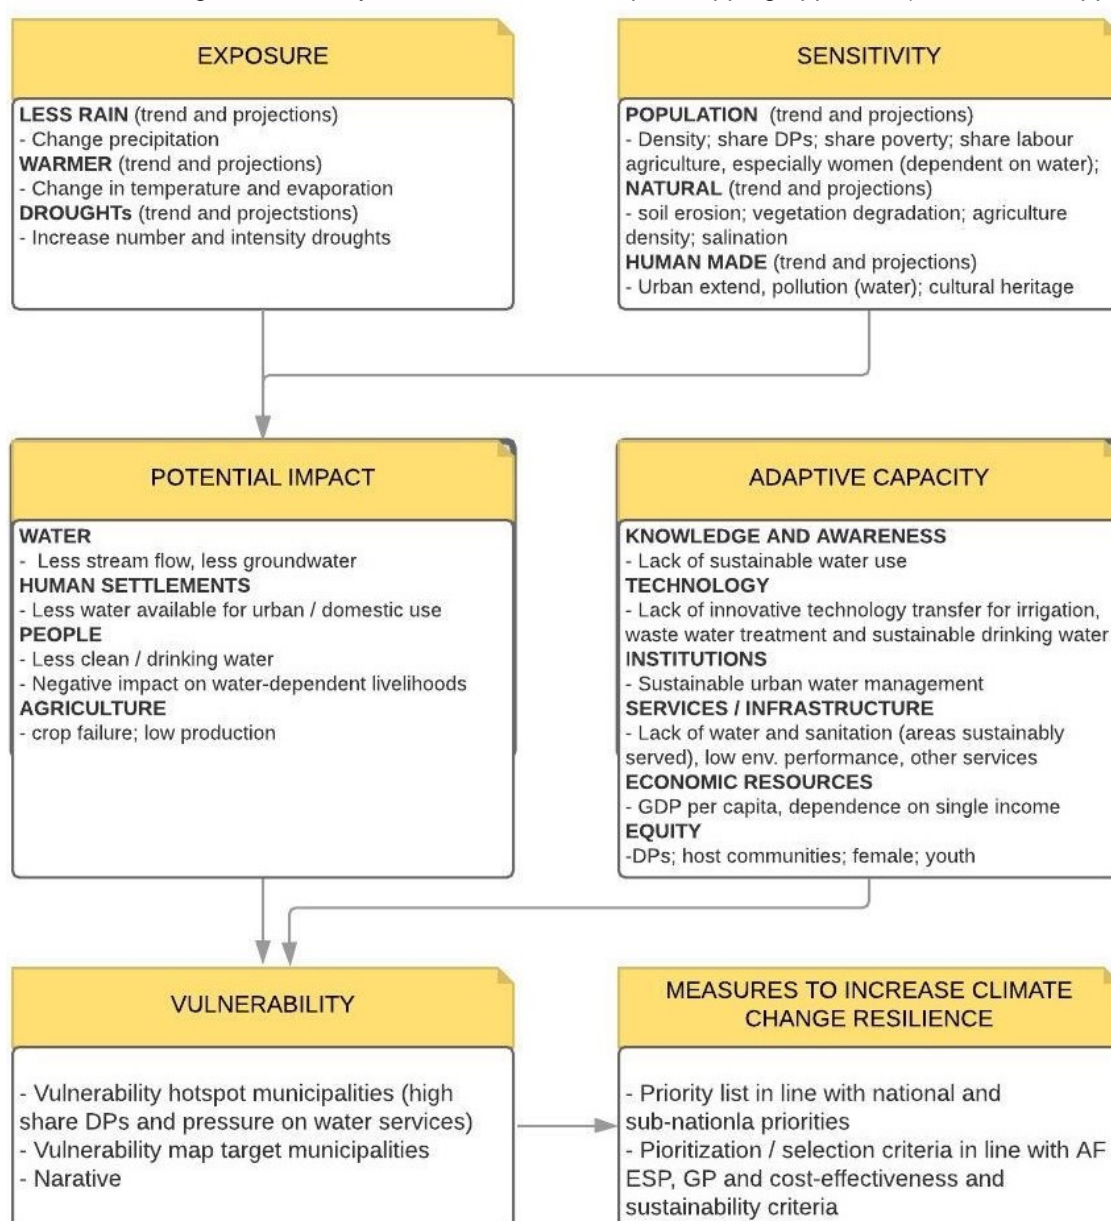 EXPOSURE
LESS RAIN (trend and projections)
- Change precipitation
WARMER (trend and projections)
- Change in temperature and evaporation
DROUGHTs (trend and projectstions)
- Increase number and intensity droughts
SENSITIVITY
POPULATION (trend and projections)
- Density; share DPs; share poverty; share labour
agriculture, especially women (dependent on water);
NATURAL (trend and projections)
- soil erosion; vegetation degradation; agriculture
density; salination
HUMAN MADE (trend and projections)
- Urban extend, pollution (water); cultural heritage
POTENTIAL IMPACT
WATER
- Less stream flow, less groundwater
HUMAN SETTLEMENTS
- Less water available for urban / domestic use
PEOPLE
- Less clean / drinking water
- Negative impact on water-dependent livelihoods
AGRICULTURE
- crop failure; low production
ADAPTIVE CAPACITY
KNOWLEDGE AND AWARENESS
- Lack of sustainable water use
TECHNOLOGY
- Lack of innovative technology transfer for irrigation,
waste water treatment and sustainable drinking water
INSTITUTIONS
- Sustainable urban water management
SERVICES / INFRASTRUCTURE
- Lack of water and sanitation (areas sustainably
served), low env. performance, other services
ECONOMIC RESOURCES
- GDP per capita, dependence on single income
EQUITY
-DPs; host communities; female; youth
VULNERABILITY
- Vulnerability hotspot municipalities (high
share DPs and pressure on water services)
- Vulnerability map target municipalities
- Narative
MEASURES TO INCREASE CLIMATE
CHANGE RESILIENCE
- Priority list in line with national and
sub-nationla priorities
- Pioritization / selection criteria in line with AF
ESP, GP and cost-effectiveness and
sustainability criteria